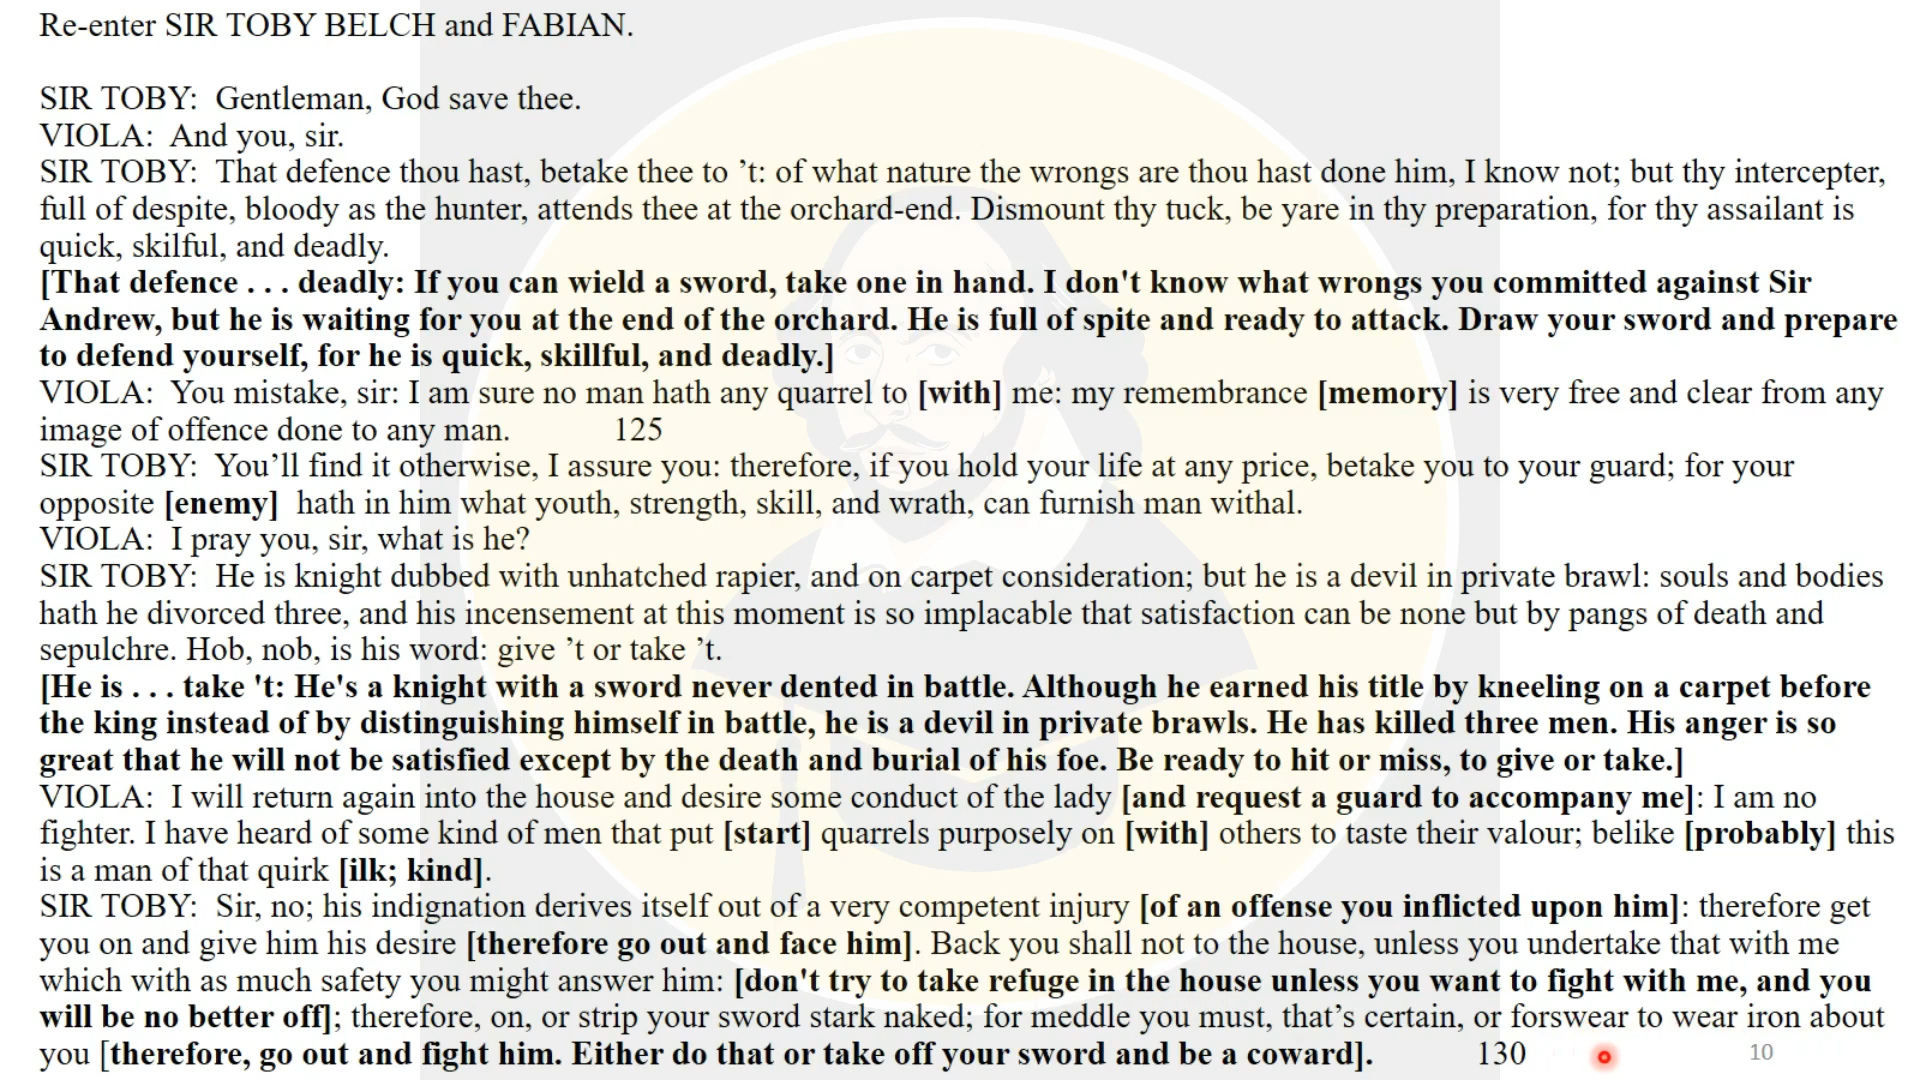 Re-enter SIR TOBY BELCH and FABIAN.
SIR TOBY:  Gentleman, God save thee.
VIOLA:  And you, sir.
SIR TOBY:  That defence thou hast, betake thee to ’t: of what nature the wrongs are thou hast done him, I know not; but thy intercepter,
full of despite, bloody as the hunter, attends thee at the orchard-end. Dismount thy tuck, be yare in thy preparation, for thy assailant is
quick, skilful, and deadly.
[That defence . . . deadly: If you can wield a sword, take one in hand. I don't know what wrongs you committed against Sir
Andrew, but he is waiting for you at the end of the orchard. He is full of spite and ready to attack. Draw your sword and prepare
to defend yourself, for he is quick, skillful, and deadly.]
VIOLA:  You mistake, sir: I am sure no man hath any quarrel to [with] me: my remembrance [memory] is very free and clear from any
image of offence done to any man.        125
SIR TOBY:  You’ll find it otherwise, I assure you: therefore, if you hold your life at any price, betake you to your guard; for your
opposite [enemy]  hath in him what youth, strength, skill, and wrath, can furnish man withal.
VIOLA:  I pray you, sir, what is he?
SIR TOBY:  He is knight dubbed with unhatched rapier, and on carpet consideration; but he is a devil in private brawl: souls and bodies
hath he divorced three, and his incensement at this moment is so implacable that satisfaction can be none but by pangs of death and
sepulchre. Hob, nob, is his word: give ’t or take ’t.
[He is . . . take 't: He's a knight with a sword never dented in battle. Although he earned his title by kneeling on a carpet before
the king instead of by distinguishing himself in battle, he is a devil in private brawls. He has killed three men. His anger is so
great that he will not be satisfied except by the death and burial of his foe. Be ready to hit or miss, to give or take.]
VIOLA:  I will return again into the house and desire some conduct of the lady [and request a guard to accompany me]: I am no
fighter. I have heard of some kind of men that put [start] quarrels purposely on [with] others to taste their valour; belike [probably] this
is a man of that quirk [ilk; kind].
SIR TOBY:  Sir, no; his indignation derives itself out of a very competent injury [of an offense you inflicted upon him]: therefore get
you on and give him his desire [therefore go out and face him]. Back you shall not to the house, unless you undertake that with me
which with as much safety you might answer him: [don't try to take refuge in the house unless you want to fight with me, and you
will be no better off]; therefore, on, or strip your sword stark naked; for meddle you must, that’s certain, or forswear to wear iron about
you [therefore, go out and fight him. Either do that or take off your sword and be a coward].        130
10